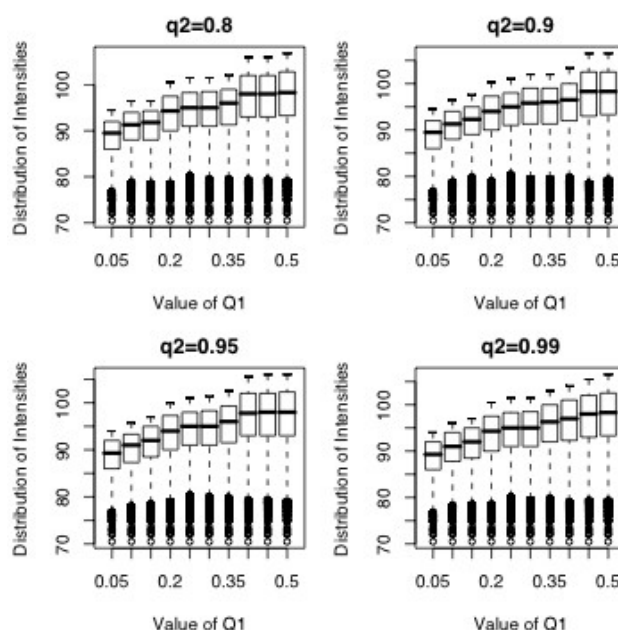 q2=0.8
Distribution of Intensities
100
90
80
70
0.05 0.2 0.35 0.5
Value of Q1
q2=0.9
Distribution of Intensities
100
90
80
70
0.05 0.2 0.35 0.5
Value of Q1
q2=0.95
Distribution of Intensities
100
90
80
70
0.05 0.2 0.35 0.5
Value of Q1
q2=0.99
Distribution of Intensities
100
90
80
70
0.05 0.2 0.35 0.5
Value of Q1